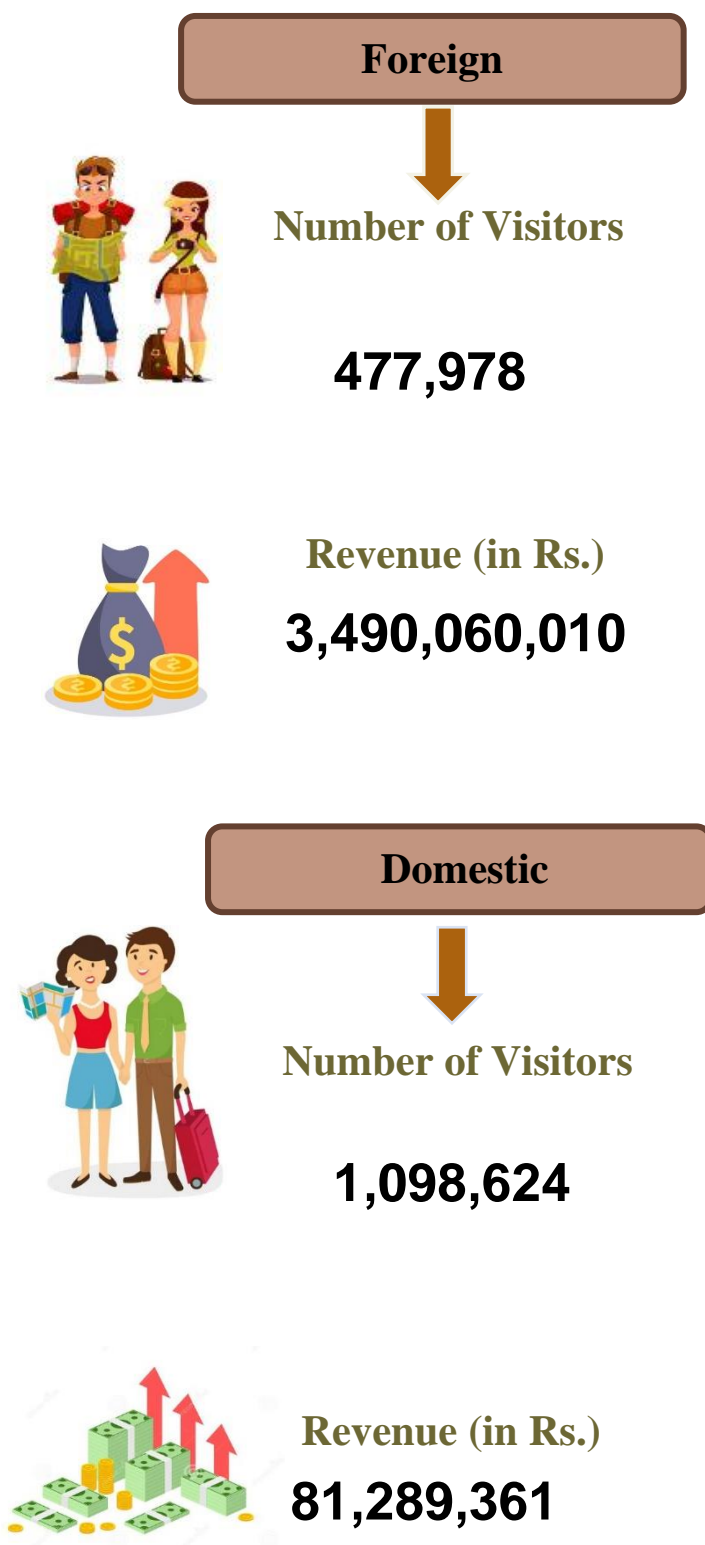 Foreign
Number of Visitors
477,978
Revenue (in Rs.)
3,490,060,010
$
Domestic
Number of Visitors
1,098,624
Revenue (in Rs.)
81,289,361